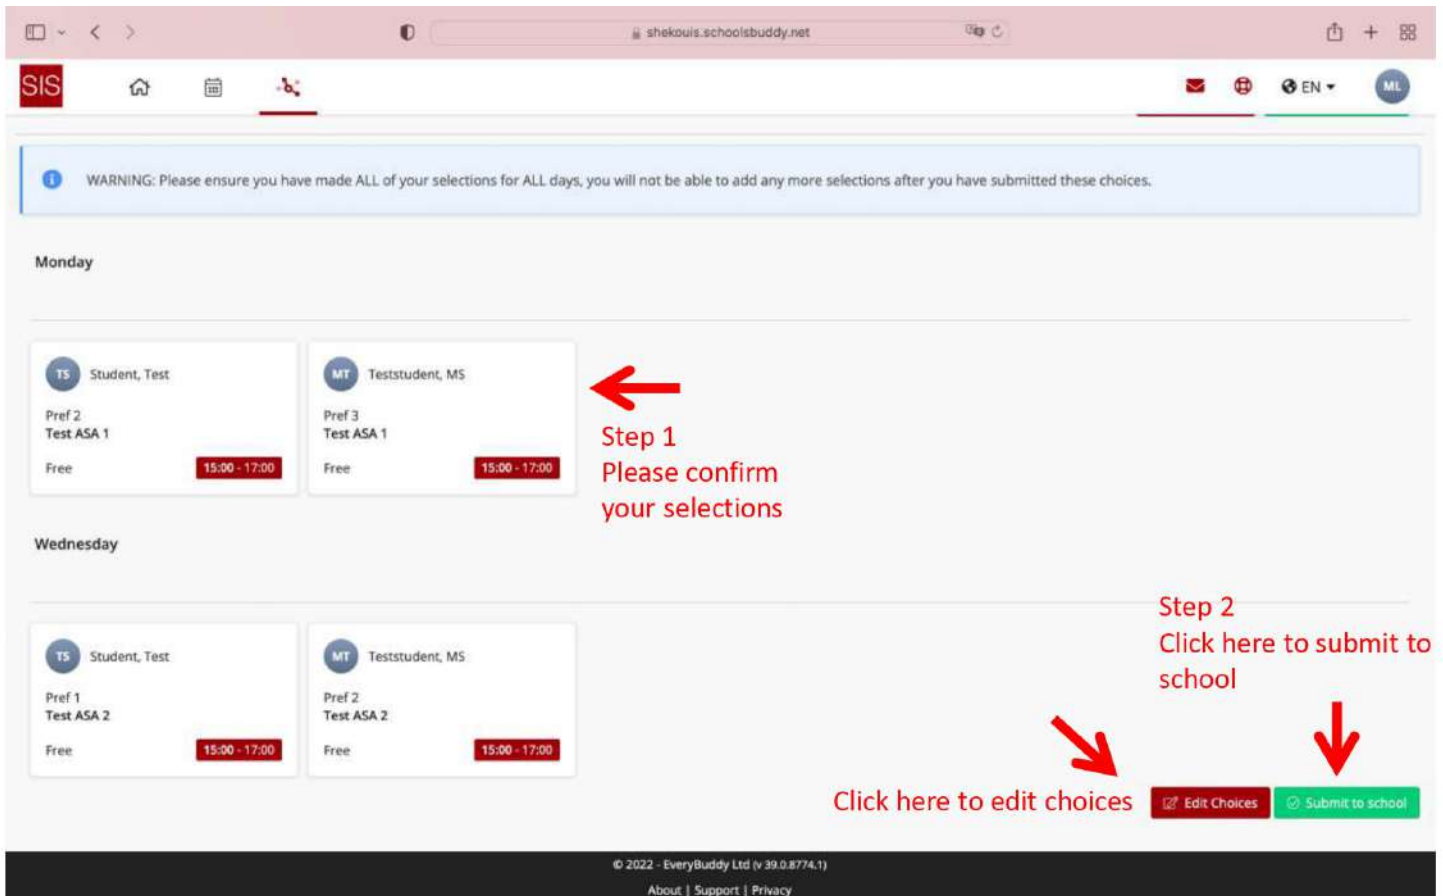 shekouis.schoolsbuddy.net
SIS
EN
ML
WARNING: Please ensure you have made ALL of your selections for ALL days, you will not be able to add any more selections after you have submitted these choices.
Monday
TS Student, Test
Pref 2
Test ASA 1
Free 15:00 - 17:00
MT Teststudent, MS
Pref 3
Test ASA 1
Free 15:00 - 17:00
Step 1
Please confirm
your selections
Wednesday
TS Student, Test
Pref 1
Test ASA 2
Free 15:00 - 17:00
MT Teststudent, MS
Pref 2
Test ASA 2
Free 15:00 - 17:00
Step 2
Click here to submit to
school
Click here to edit choices
Edit Choices
Submit to school
© 2022 - EveryBuddy Ltd (v 39.0.8774.1)
About | Support | Privacy